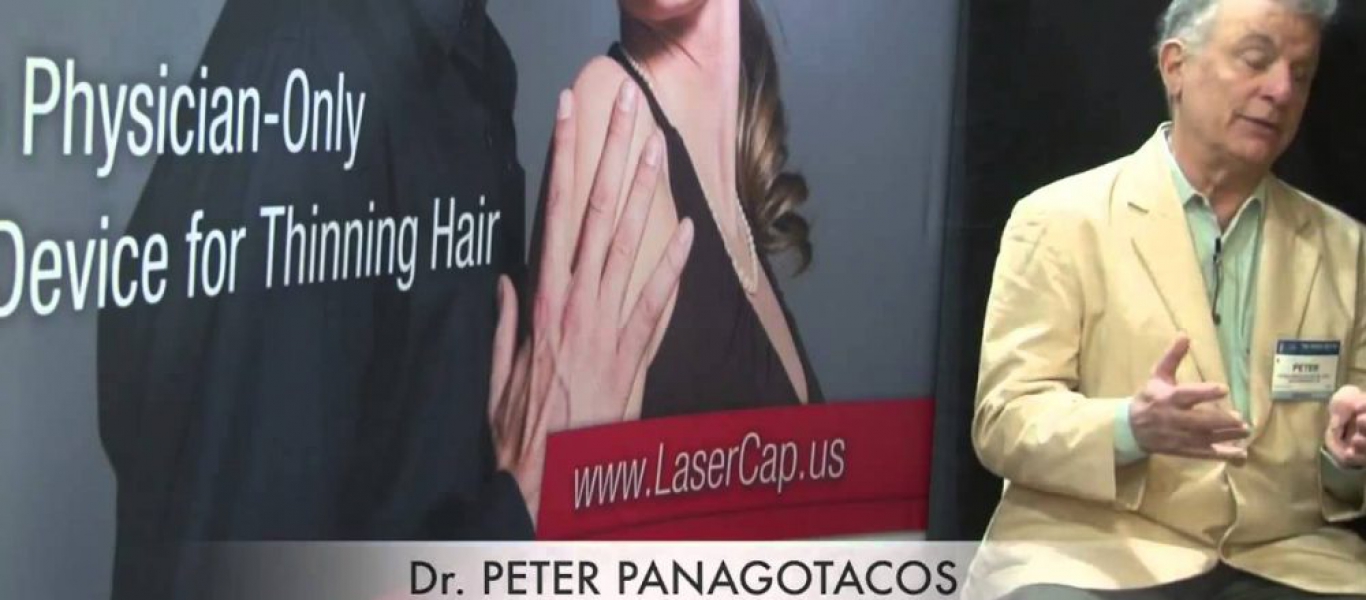 Physician-Only
Device for Thinning Hair
www.LaserCap.us
PETER
Dr. PETER PANAGOTACOS